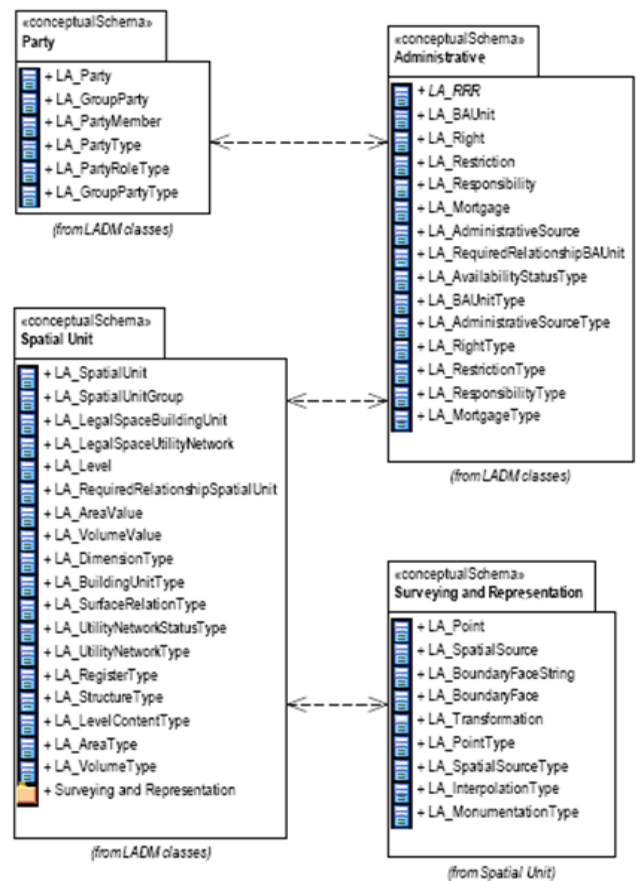 «conceptualSchema»
Party
+ LA_Party
+ LA_GroupParty
+ LA_PartyMember
+ LA_PartyType
+ LA_PartyRoleType
+ LA_GroupPartyType
(from LADM classes)
«conceptualSchema»
Administrative
+ LA_RRR
+ LA_BAUnit
+ LA_Right
+ LA_Restriction
+ LA_Responsibility
+ LA_Mortgage
+ LA_AdministrativeSource
+ LA_RequiredRelationshipBAUnit
+ LA_AvailabilityStatusType
+ LA_BAUnitType
+ LA_AdministrativeSourceType
+ LA_RightType
+ LA_RestrictionType
+ LA_ResponsibilityType
+ LA_MortgageType
(from LADM classes)
«conceptualSchema»
Spatial Unit
+ LA_SpatialUnit
+ LA_SpatialUnitGroup
+ LA_LegalSpaceBuildingUnit
+ LA_LegalSpaceUtilityNetwork
+ LA_Level
+ LA_RequiredRelationshipSpatialUnit
+ LA_AreaValue
+ LA_VolumeValue
+ LA_DimensionType
+ LA_BuildingUnitType
+ LA_SurfaceRelationType
+ LA_UtilityNetworkStatusType
+ LA_UtilityNetworkType
+ LA_RegisterType
+ LA_StructureType
+ LA_LevelContentType
+ LA_AreaType
+ LA_VolumeType
+ Surveying and Representation
(from LADM classes)
«conceptualSchema»
Surveying and Representation
+ LA_Point
+ LA_SpatialSource
+ LA_BoundaryFaceString
+ LA_BoundaryFace
+ LA_Transformation
+ LA_PointType
+ LA_SpatialSourceType
+ LA_InterpolationType
+ LA_MonumentationType
(from Spatial Unit)